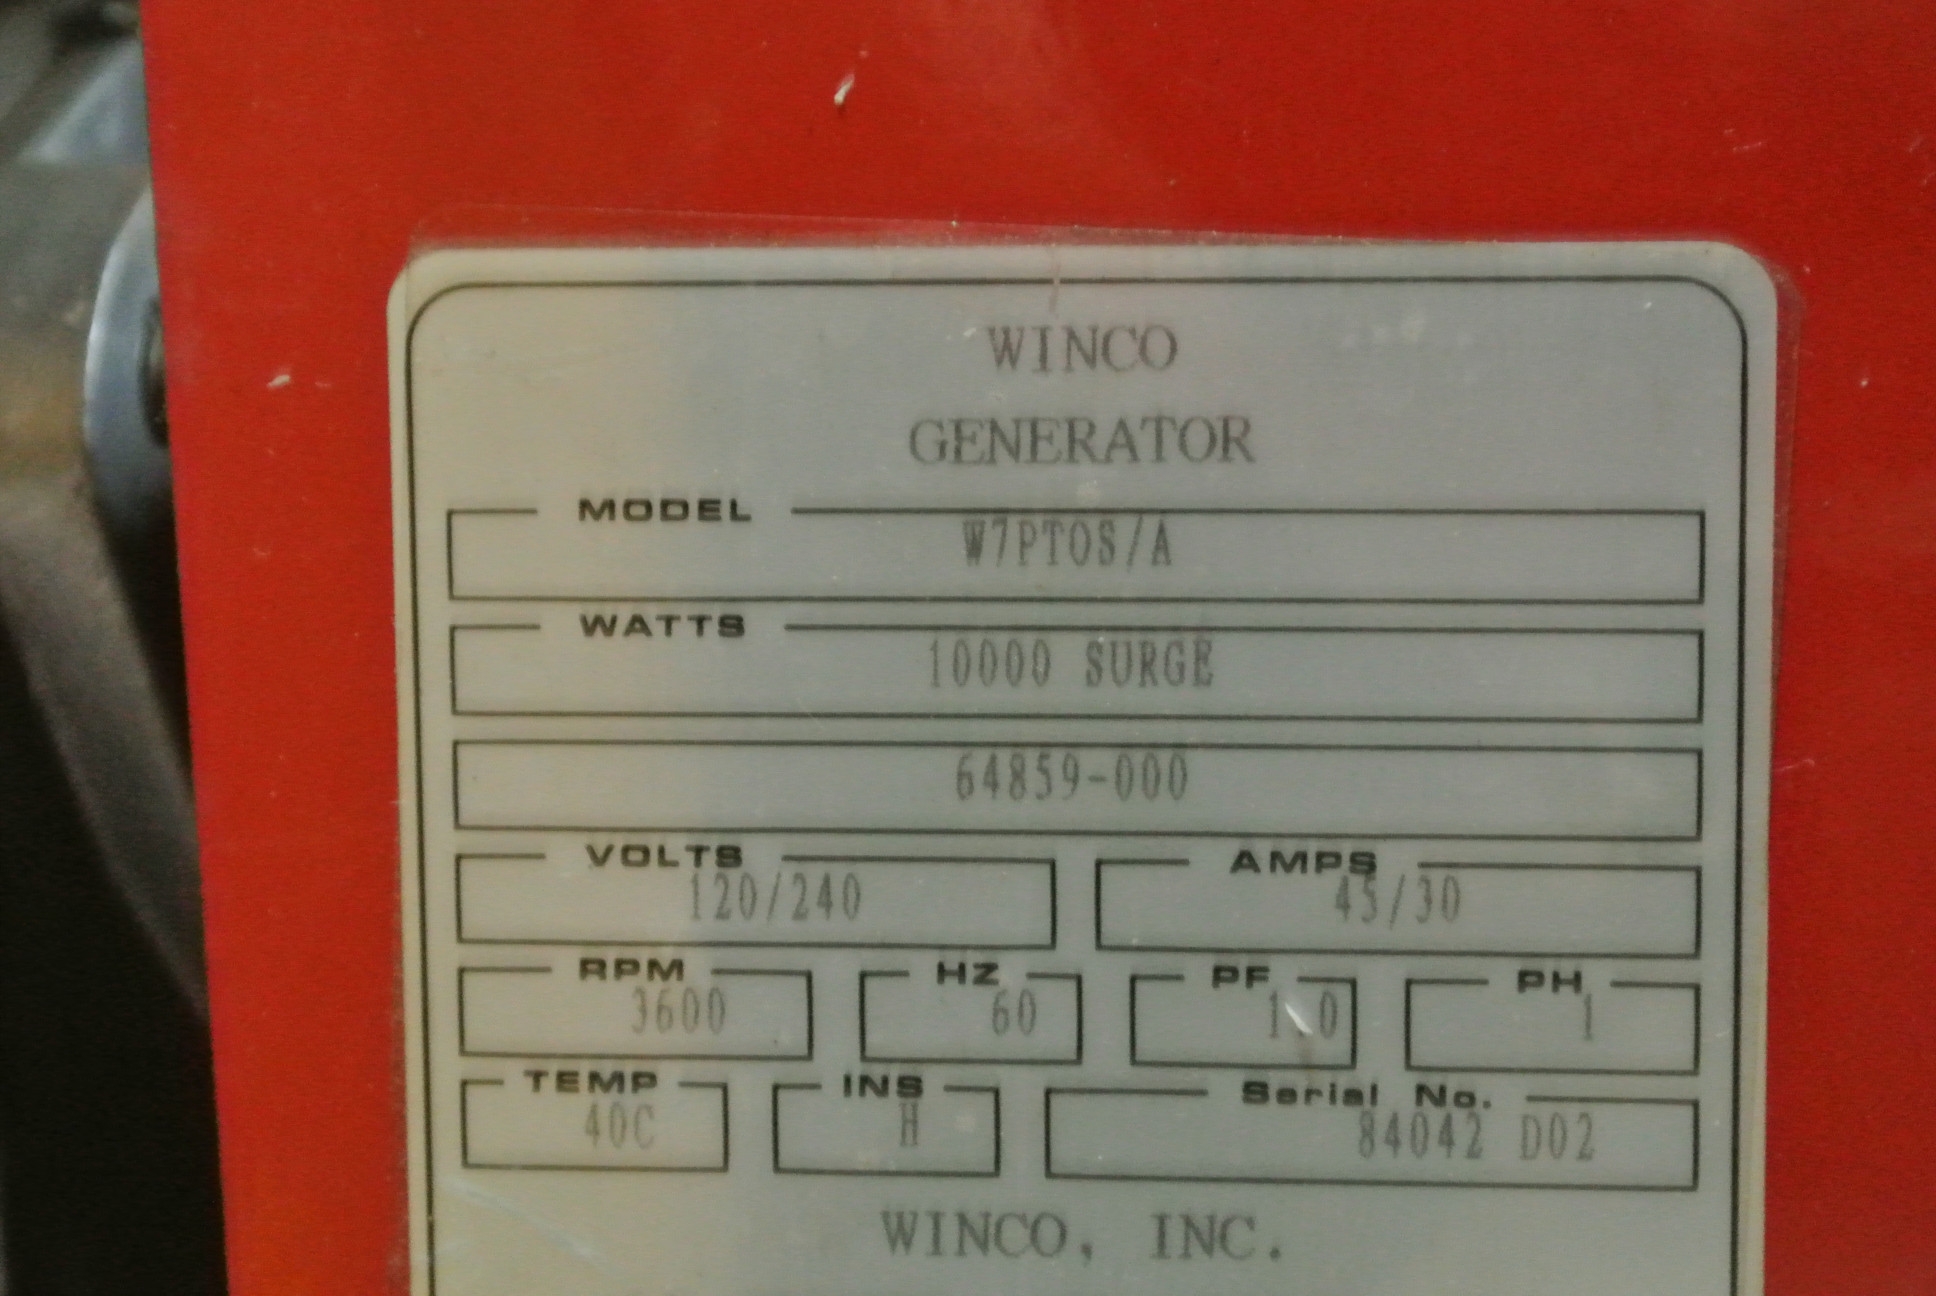 WINCO
GENERATOR
MODEL
W7PTOS/A
WATTS
10000 SURGE
64859-000
VOLTS AMPS
120/240 45/30
RPM HZ PF PH
3600 60 1.0 1
TEMP INS Serial No.
40C H 84042 D02
WINCO, INC.